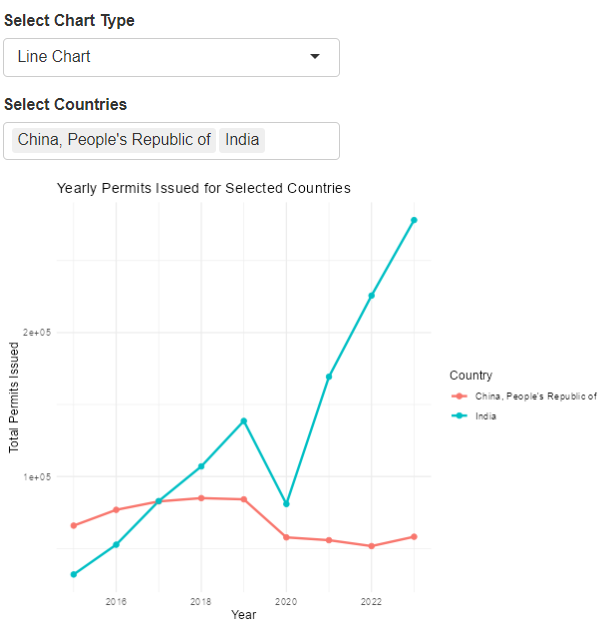 Select Chart Type
Line Chart
Select Countries
China, People's Republic of India
Yearly Permits Issued for Selected Countries
2e+05
1e+05
Total Permits Issued
2016 2018 2020 2022
Year
Country
China, People's Republic of
India